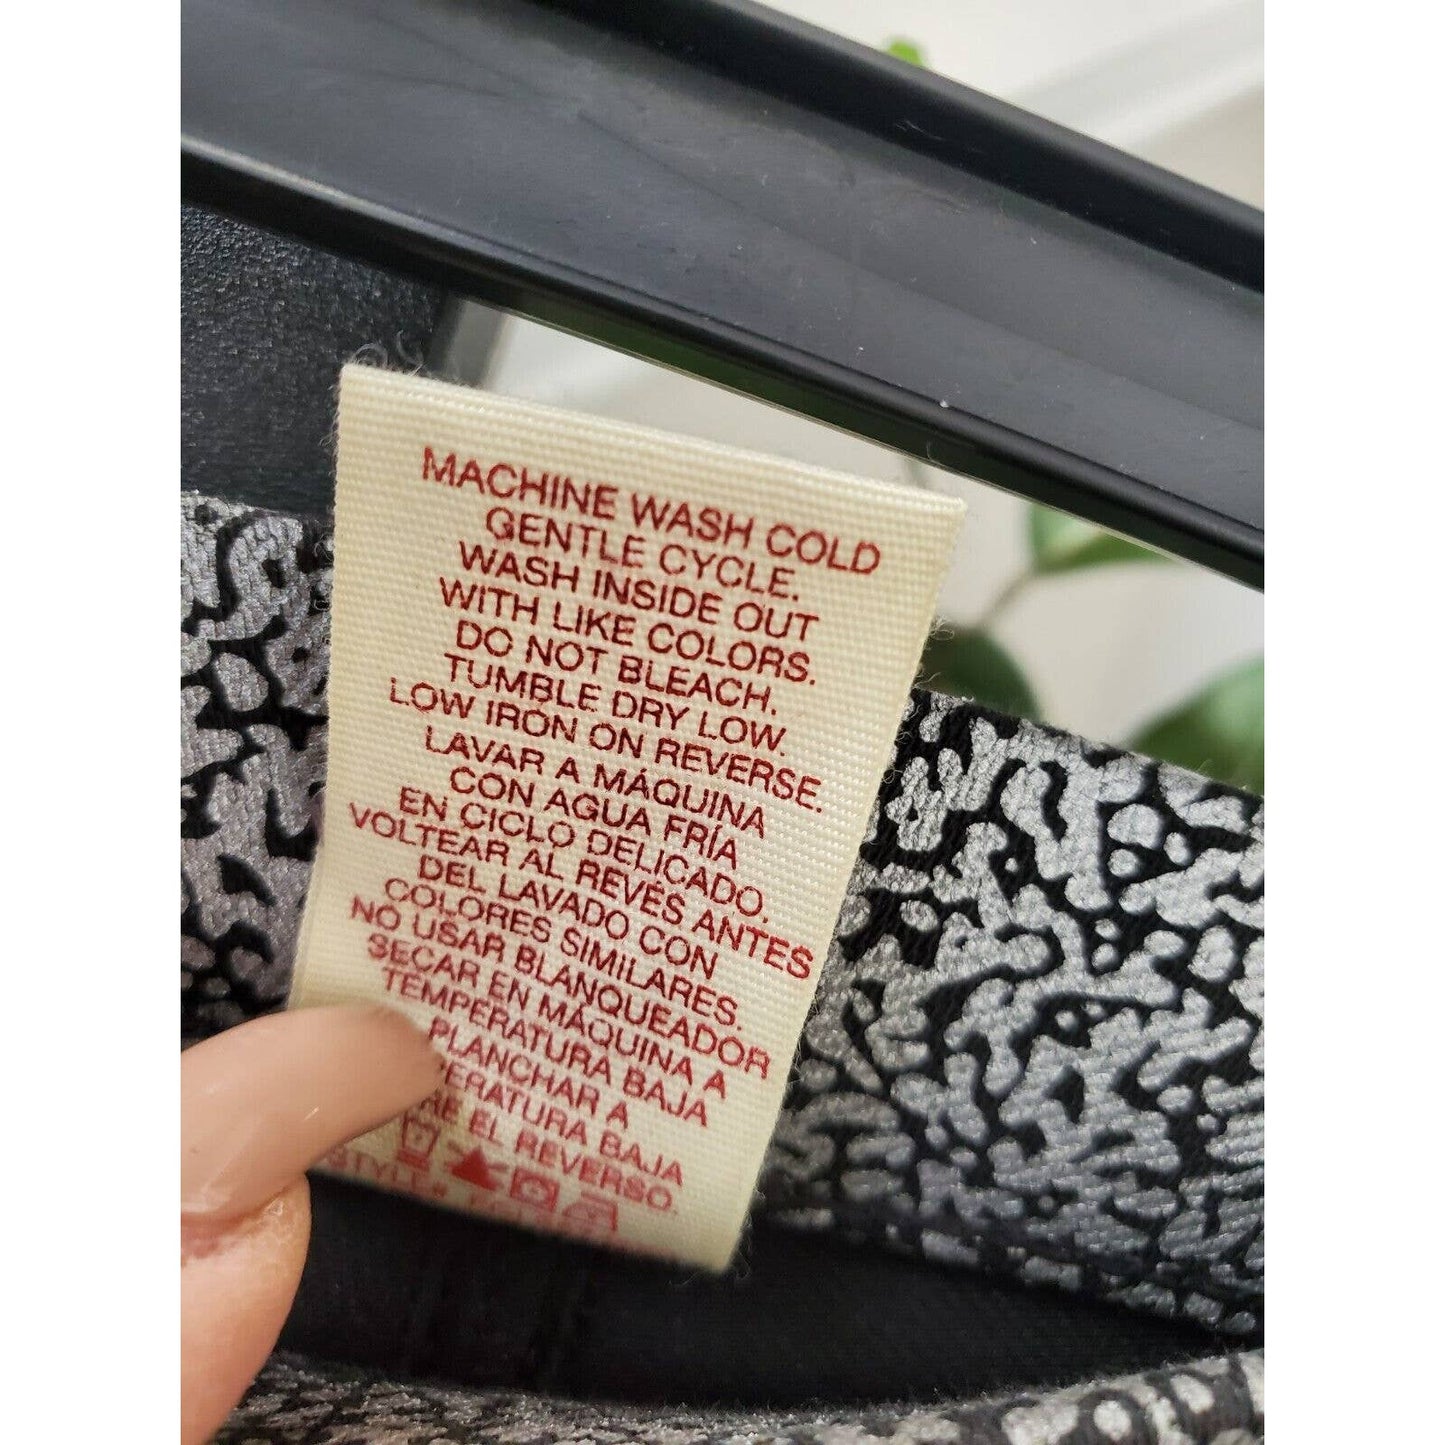 MACHINE WASH COLD
GENTLE CYCLE.
WASH INSIDE OUT
WITH LIKE COLORS.
DO NOT BLEACH.
TUMBLE DRY LOW.
LOW IRON ON REVERSE.
LAVAR A MÁQUINA
CON AGUA FRÍA
EN CICLO DELICADO.
VOLTEAR AL REVÉS ANTES
DEL LAVADO CON
COLORES SIMILARES.
NO USAR BLANQUEADOR
SECAR EN MÁQUINA A
TEMPERATURA BAJA
PLANCHAR A
BAJA
EL REVERSO.